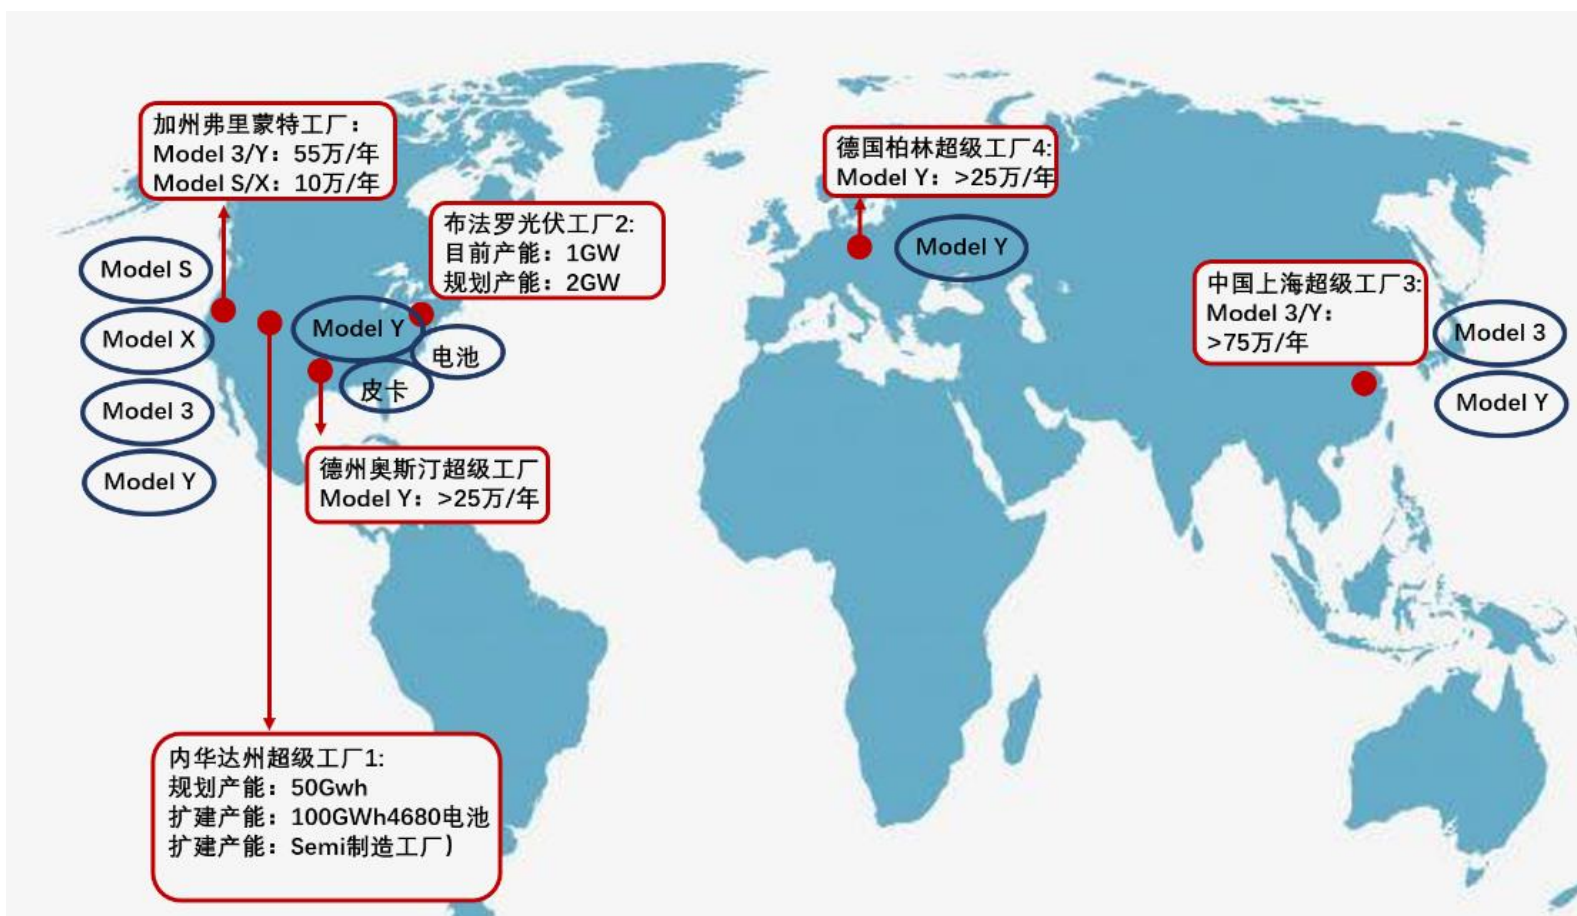 加州弗里蒙特工厂：
Model 3/Y：55万/年
Model S/X：10万/年
德国柏林超级工厂4:
Model Y：>25万/年
布法罗光伏工厂2:
目前产能：1GW
规划产能：2GW
Model S
Model X
Model 3
Model Y
Model Y
电池
皮卡
Model Y
中国上海超级工厂3:
Model 3/Y：
>75万/年
Model 3
Model Y
德州奥斯汀超级工厂
Model Y：>25万/年
内华达州超级工厂1:
规划产能：50Gwh
扩建产能：100GWh4680电池
扩建产能：Semi制造工厂）